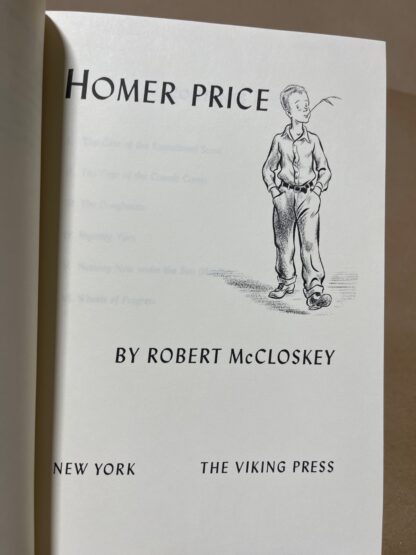 HOMER PRICE
BY ROBERT McCLOSKEY
NEW YORK THE VIKING PRESS